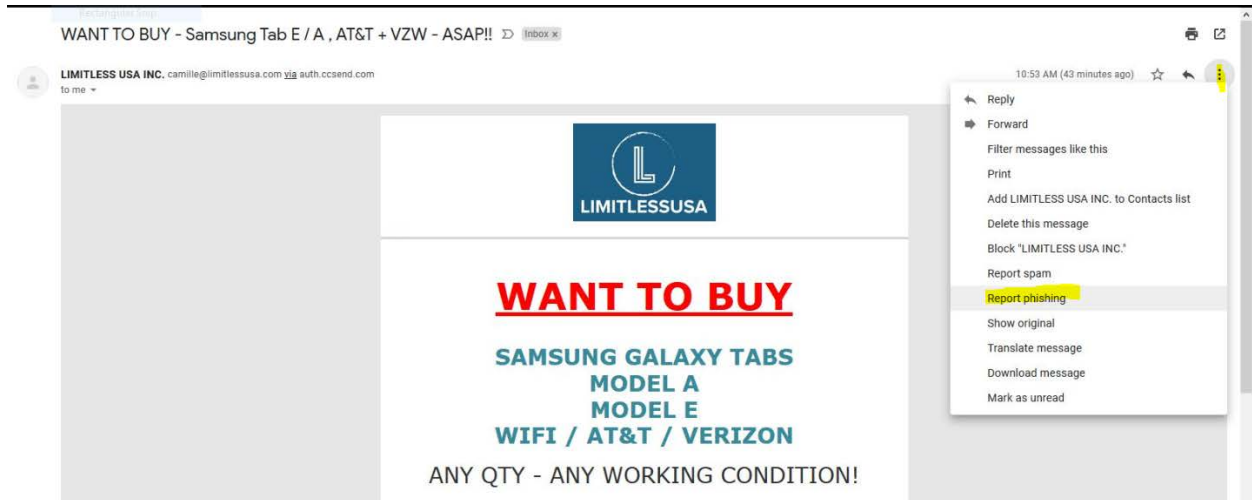 Rectangular Snip
WANT TO BUY - Samsung Tab E / A , AT&T + VZW - ASAP!! Inbox x
LIMITLESS USA INC. camille@limitlessusa.com via auth.ccsend.com
to me
10:53 AM (43 minutes ago)
Reply
Forward
Filter messages like this
Print
Add LIMITLESS USA INC. to Contacts list
Delete this message
Block "LIMITLESS USA INC."
Report spam
Report phishing
Show original
Translate message
Download message
Mark as unread
L
LIMITLESSUSA
WANT TO BUY
SAMSUNG GALAXY TABS
MODEL A
MODEL E
WIFI / AT&T / VERIZON
ANY QTY - ANY WORKING CONDITION!